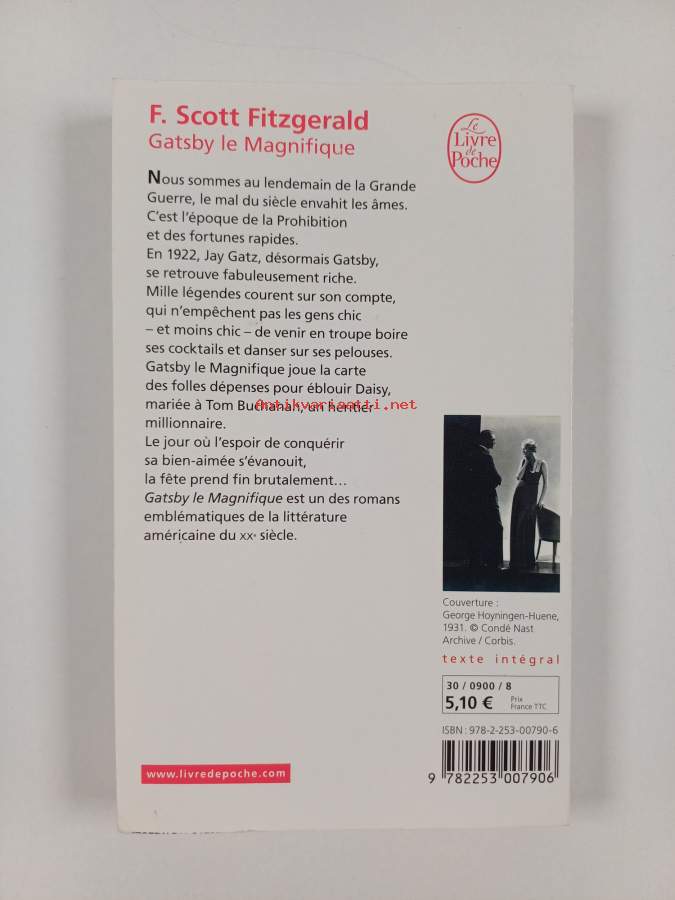 F. Scott Fitzgerald
Gatsby le Magnifique
Le
Livre
de
Poche
Nous sommes au lendemain de la Grande
Guerre, le mal du siècle envahit les âmes.
C'est l'époque de la Prohibition
et des fortunes rapides.
En 1922, Jay Gatz, désormais Gatsby,
se retrouve fabuleusement riche.
Mille légendes courent sur son compte,
qui n'empêchent pas les gens chic
– et moins chic – de venir en troupe boire
ses cocktails et danser sur ses pelouses.
Gatsby le Magnifique joue la carte
des folles dépenses pour éblouir Daisy,
mariée à Tom Buchanan, un héritier
antikvariaatti.net
millionnaire.
Le jour où l'espoir de conquérir
sa bien-aimée s'évanouit,
la fête prend fin brutalement…
Gatsby le Magnifique est un des romans
emblématiques de la littérature
américaine du XXe siècle.
Couverture :
George Hoyningen-Huene,
1931. © Condé Nast
Archive / Corbis.
texte intégral
30 / 0900 / 8
5,10 €
Prix
France TTC
ISBN : 978-2-253-00790-6
9 782253 007906
www.livredepoche.com